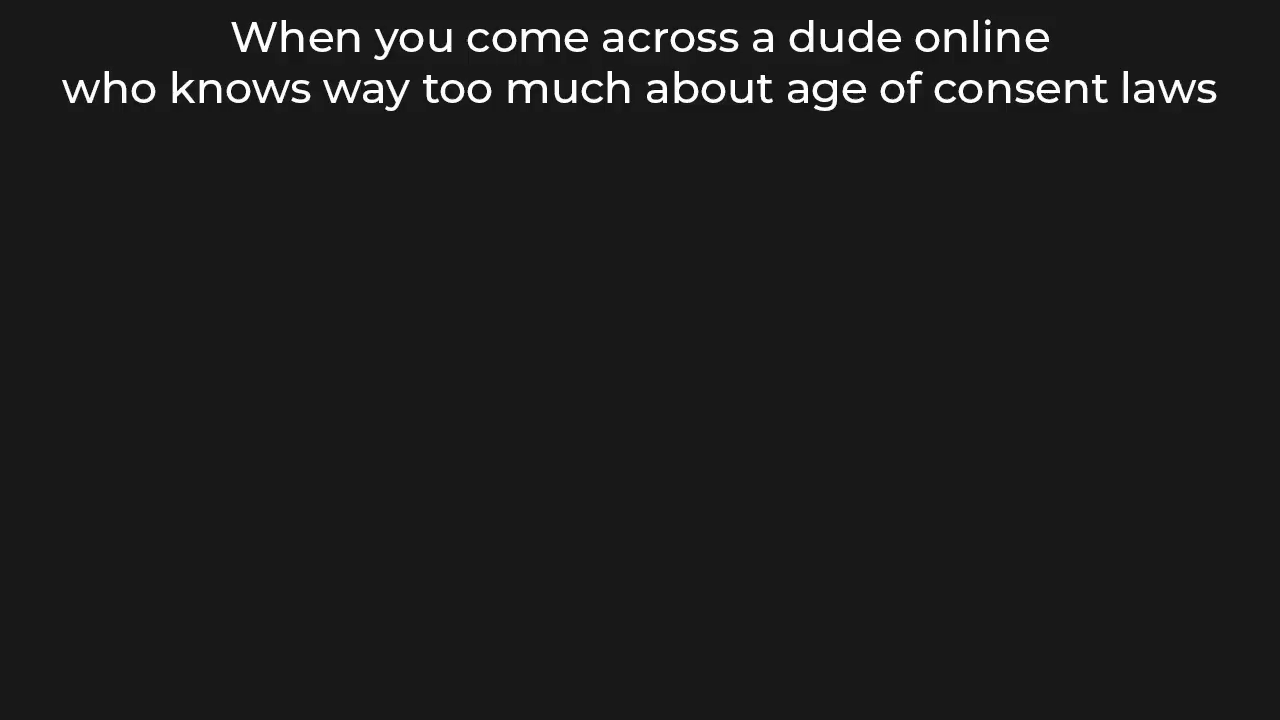 When you come across a dude online
who knows way too much about age of consent laws